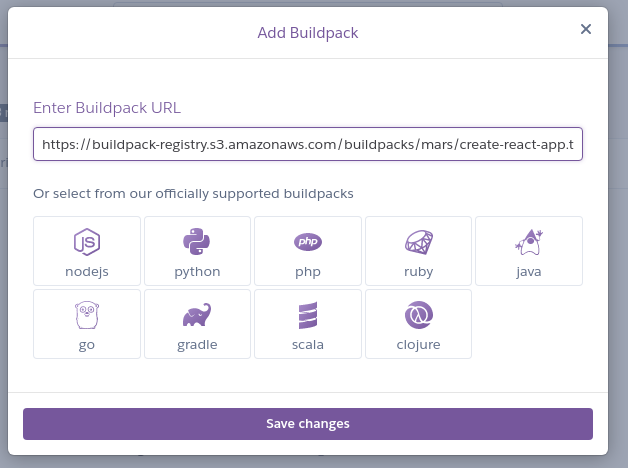 Add Buildpack
Enter Buildpack URL
https://buildpack-registry.s3.amazonaws.com/buildpacks/mars/create-react-app.t
Or select from our officially supported buildpacks
JS
php
nodejs
python
php
ruby
java
go
gradle
scala
clojure
Save changes